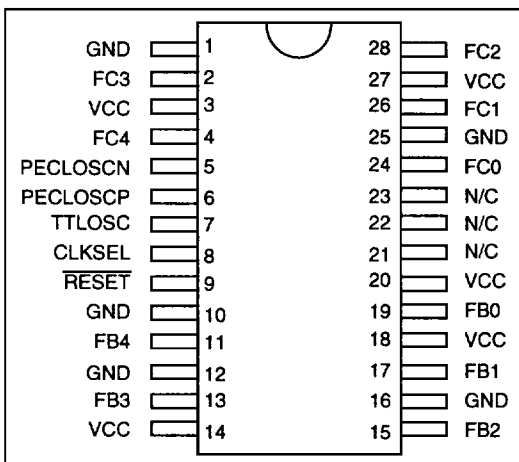 GND 1 28 FC2
FC3 2 27 VCC
VCC 3 26 FC1
FC4 4 25 GND
PECLOSCN 5 24 FC0
PECLOSCP 6 23 N/C
TTLOSC 7 22 N/C
CLKSEL 8 21 N/C
RESET 9 20 VCC
GND 10 19 FB0
FB4 11 18 VCC
GND 12 17 FB1
FB3 13 16 GND
VCC 14 15 FB2